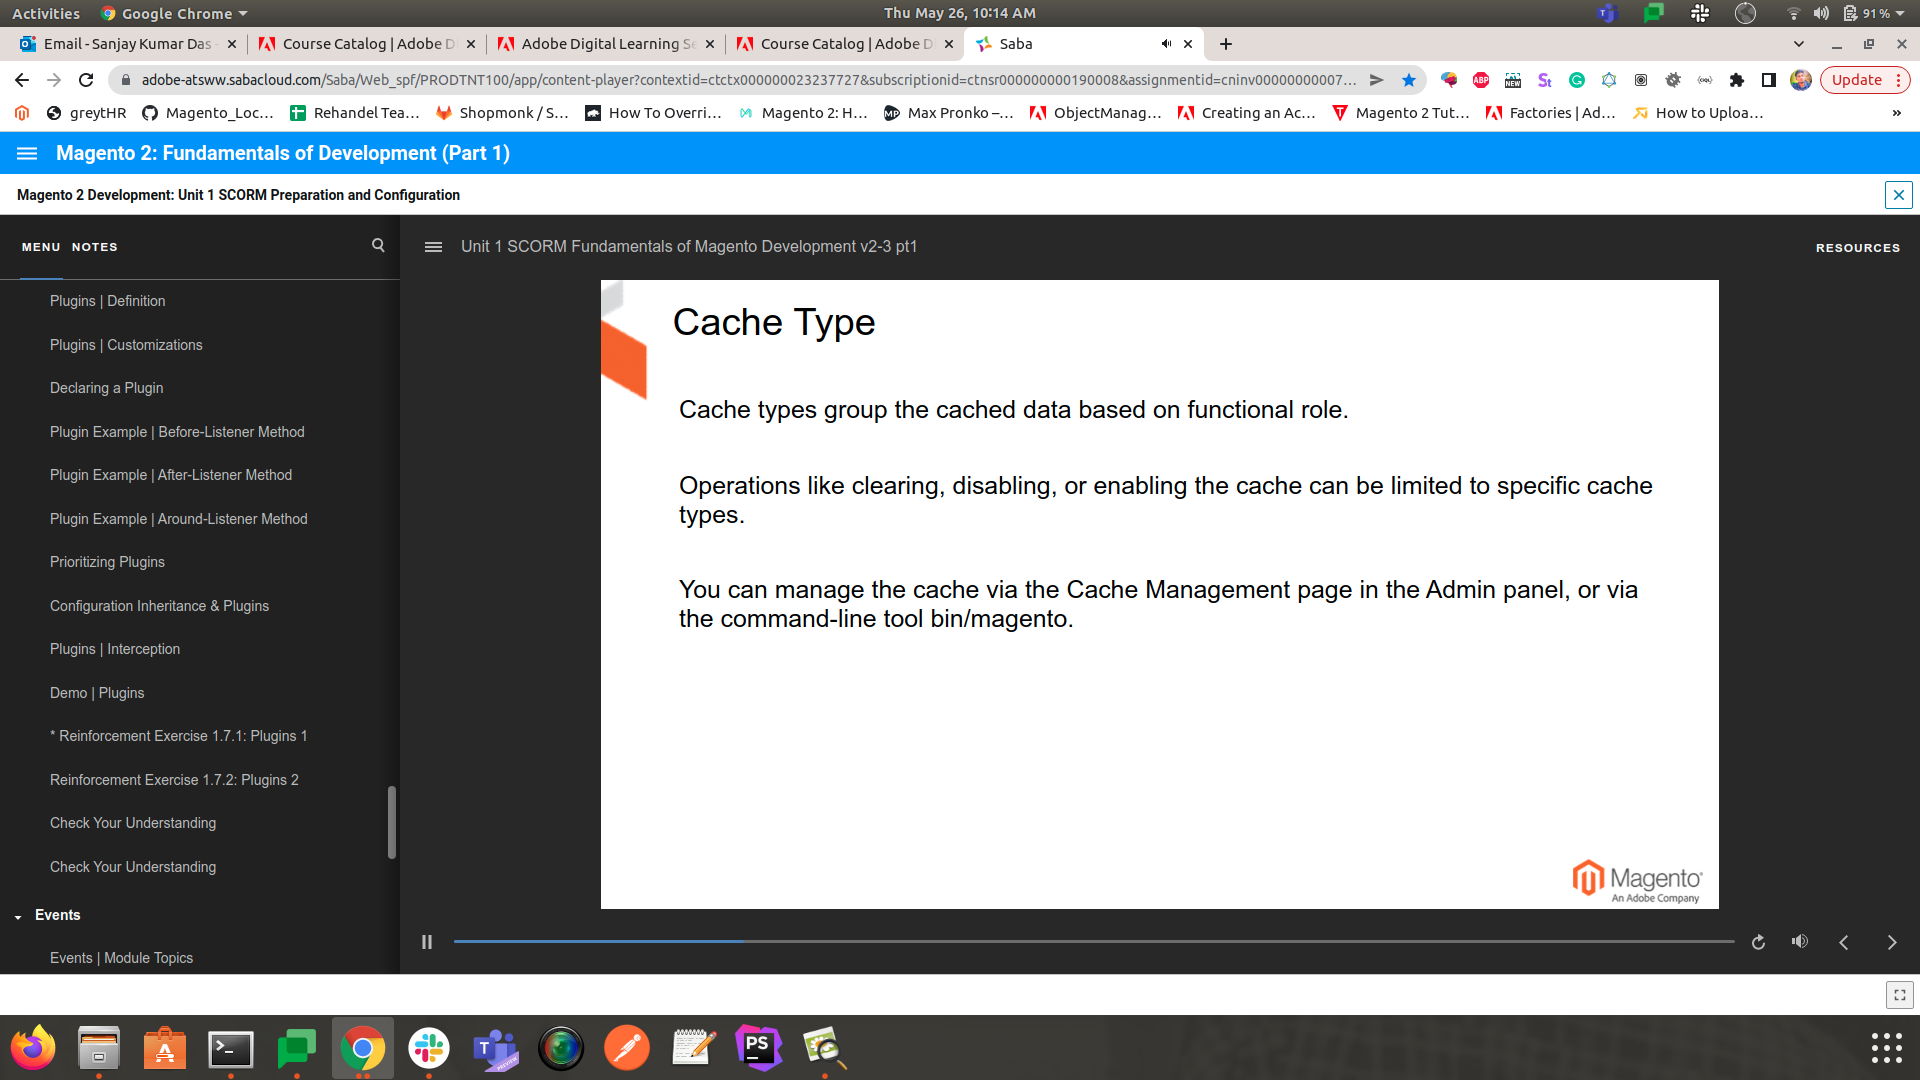 Activities Google Chrome Thu May 26, 10:14 AM 91 %
Email - Sanjay Kumar Das - Course Catalog | Adobe D Adobe Digital Learning Se Course Catalog | Adobe D Saba
adobe-atsww.sabacloud.com/Saba/Web_spf/PRODTNT100/app/content-player?contextid=ctctx000000023237727&subscriptionid=ctnsr000000000190008&assignmentid=cninv00000000007... ABP NEW Update
greytHR Magento_Loc... Rehandel Tea... Shopmonk / S... How To Overri... Magento 2: H... Max Pronko –... ObjectManag... Creating an Ac... Magento 2 Tut... Factories | Ad... How to Uploa... »
Magento 2: Fundamentals of Development (Part 1)
Magento 2 Development: Unit 1 SCORM Preparation and Configuration
MENU NOTES
Unit 1 SCORM Fundamentals of Magento Development v2-3 pt1
RESOURCES
Plugins | Definition
Plugins | Customizations
Declaring a Plugin
Plugin Example | Before-Listener Method
Plugin Example | After-Listener Method
Plugin Example | Around-Listener Method
Prioritizing Plugins
Configuration Inheritance & Plugins
Plugins | Interception
Demo | Plugins
* Reinforcement Exercise 1.7.1: Plugins 1
Reinforcement Exercise 1.7.2: Plugins 2
Check Your Understanding
Check Your Understanding
Events
Events | Module Topics
Cache Type
Cache types group the cached data based on functional role.
Operations like clearing, disabling, or enabling the cache can be limited to specific cache
types.
You can manage the cache via the Cache Management page in the Admin panel, or via
the command-line tool bin/magento.
Magento
An Adobe Company